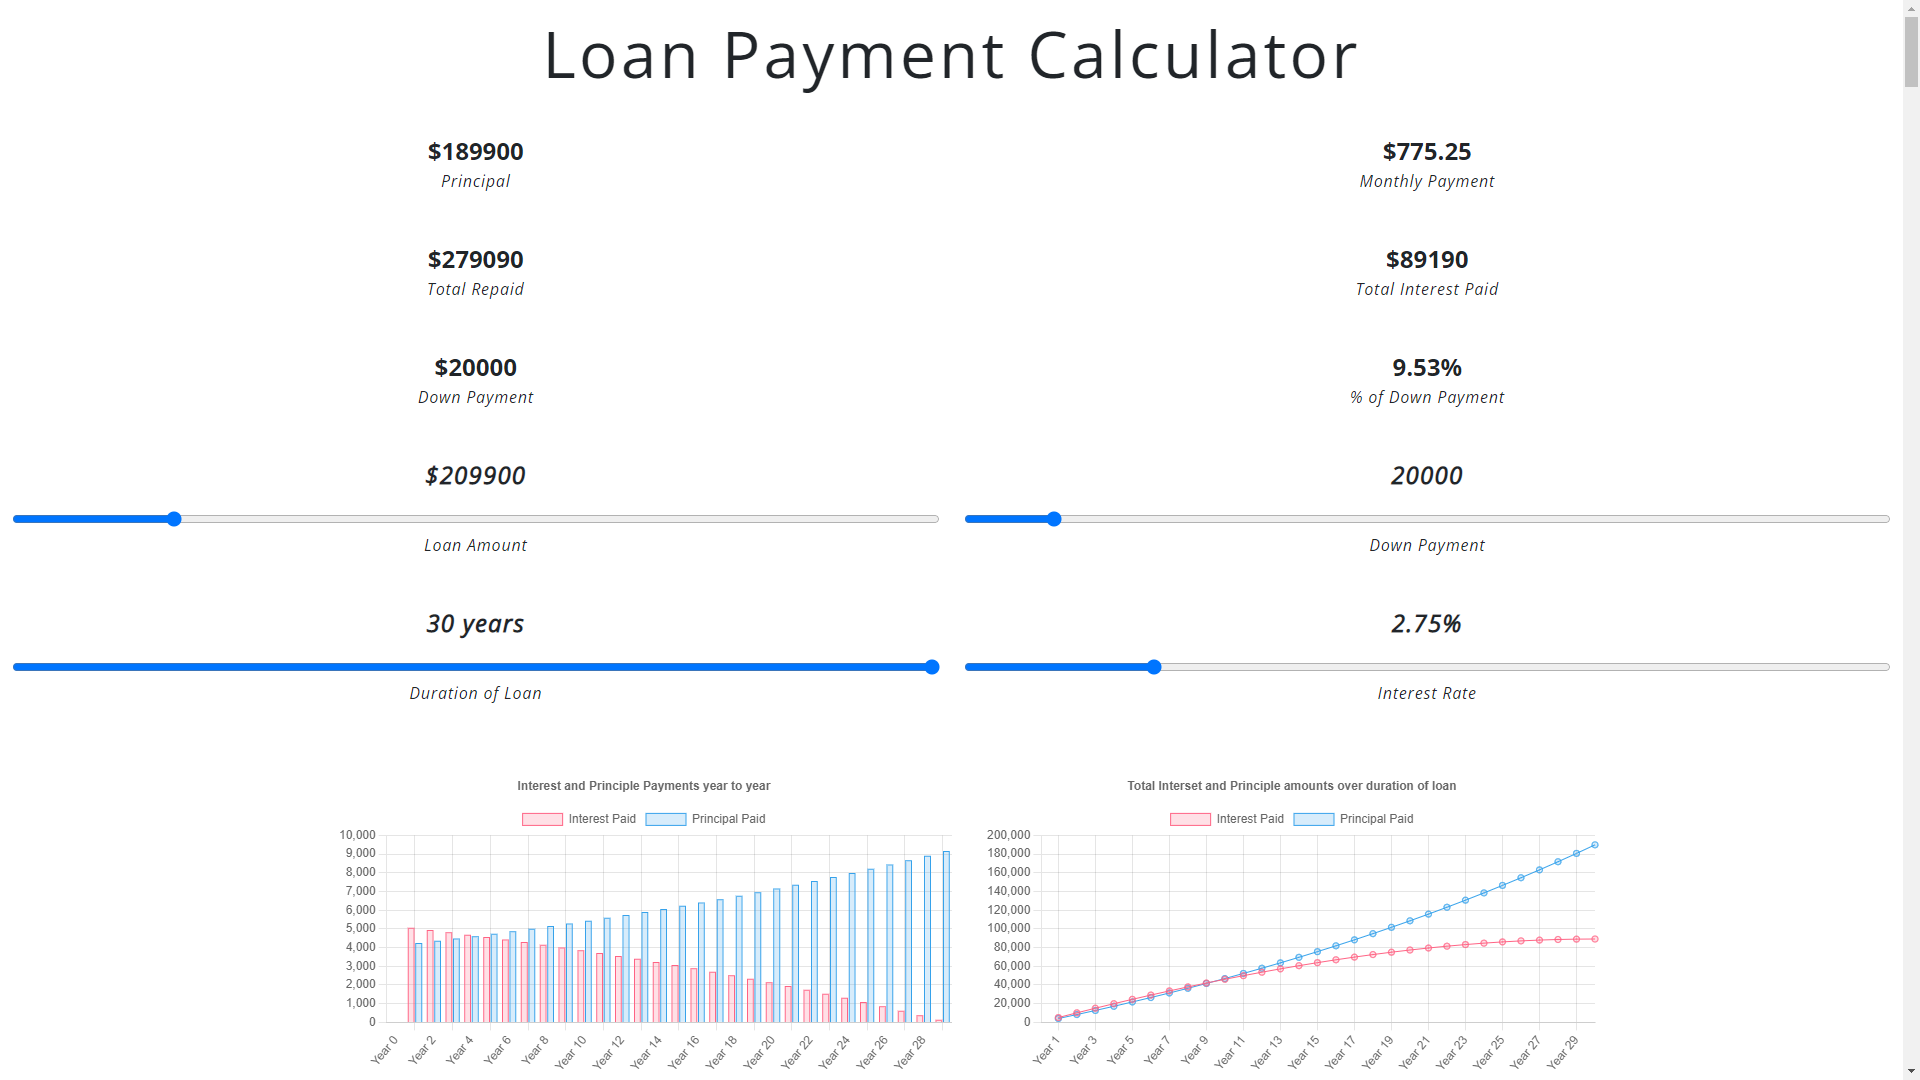 Loan Payment Calculator
$189900
Principal
$775.25
Monthly Payment
$279090
Total Repaid
$89190
Total Interest Paid
$20000
Down Payment
9.53%
% of Down Payment
$209900
Loan Amount
20000
Down Payment
30 years
Duration of Loan
2.75%
Interest Rate
Interest and Principle Payments year to year
Interest Paid Principal Paid
10,000
9,000
8,000
7,000
6,000
5,000
4,000
3,000
2,000
1,000
0
Year 0 Year 2 Year 4 Year 6 Year 8 Year 10 Year 12 Year 14 Year 16 Year 18 Year 20 Year 22 Year 24 Year 26 Year 28
Total Interset and Principle amounts over duration of loan
Interest Paid Principal Paid
200,000
180,000
160,000
140,000
120,000
100,000
80,000
60,000
40,000
20,000
0
Year 1 Year 3 Year 5 Year 7 Year 9 Year 11 Year 13 Year 15 Year 17 Year 19 Year 21 Year 23 Year 25 Year 27 Year 29